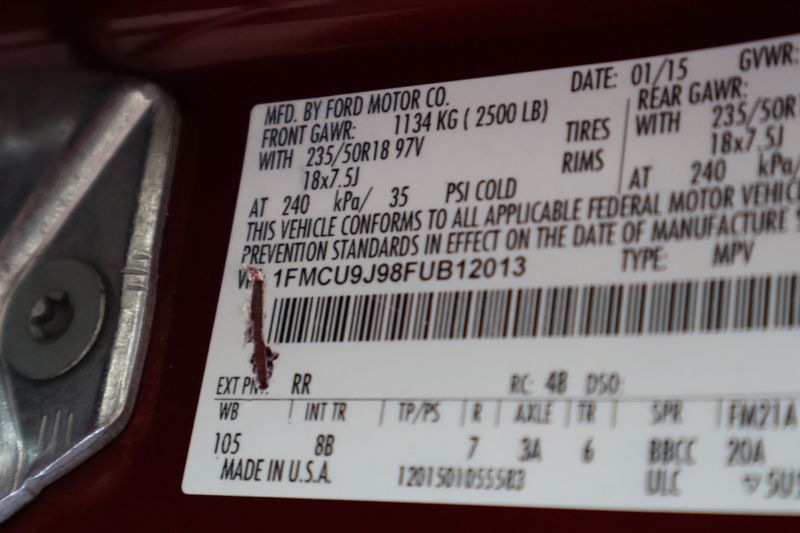 MFD. BY FORD MOTOR CO. DATE: 01/15 GVWR:
FRONT GAWR: 1134 KG ( 2500 LB) REAR GAWR:
WITH 235/50R18 97V TIRES WITH 235/50R1
18x7.5J RIMS 18x7.5J
AT 240 kPa/ 35 PSI COLD AT 240 kPa/
THIS VEHICLE CONFORMS TO ALL APPLICABLE FEDERAL MOTOR VEHIC
PREVENTION STANDARDS IN EFFECT ON THE DATE OF MANUFACTURE
1FMCU9J98FUB12013 TYPE: MPV
EXT PNT: RR RC: 48 DSO:
WB INT TR TP/PS R AXLE TR SPR FM21A
105 8B 7 3A 6 BBCC 20A
MADE IN U.S.A. 1201501055583 ULC